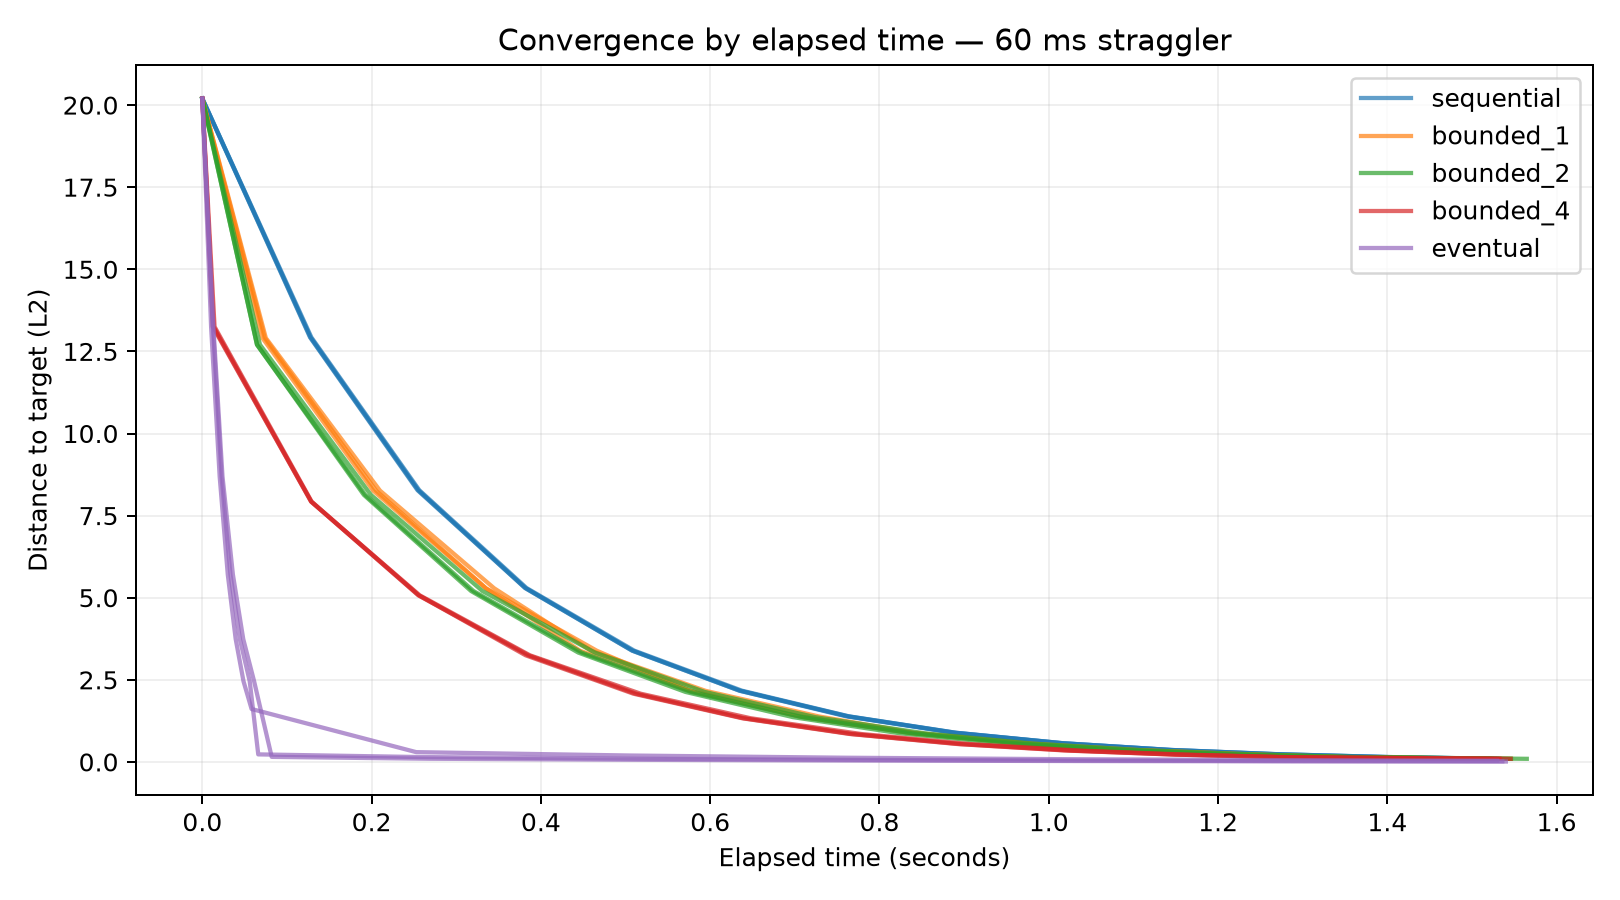 Convergence by elapsed time — 60 ms straggler
sequential
bounded_1
bounded_2
bounded_4
eventual
Distance to target (L2)
20.0
17.5
15.0
12.5
10.0
7.5
5.0
2.5
0.0
0.0 0.2 0.4 0.6 0.8 1.0 1.2 1.4 1.6
Elapsed time (seconds)